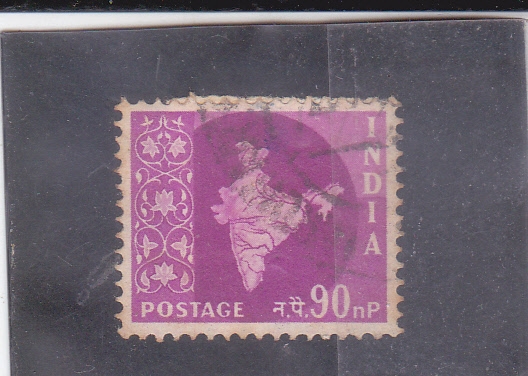 INDIA
POSTAGE न.पै. 90 nP